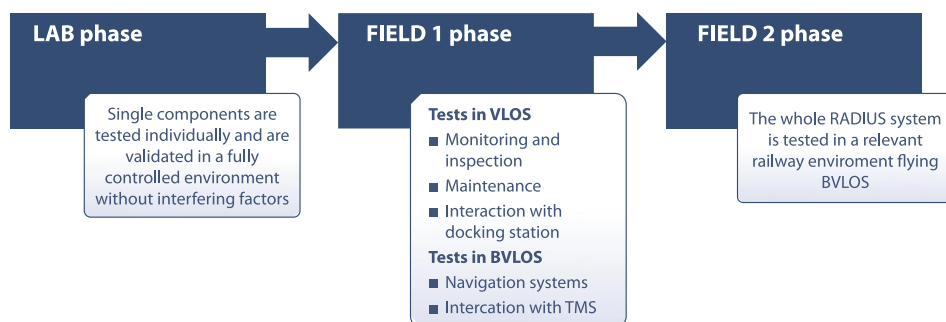 LAB phase
Single components are
tested individually and are
validated in a fully
controlled environment
without interfering factors
FIELD 1 phase
Tests in VLOS
■ Monitoring and
inspection
■ Maintenance
■ Interaction with
docking station
Tests in BVLOS
■ Navigation systems
■ Intercation with TMS
FIELD 2 phase
The whole RADIUS system
is tested in a relevant
railway enviroment flying
BVLOS